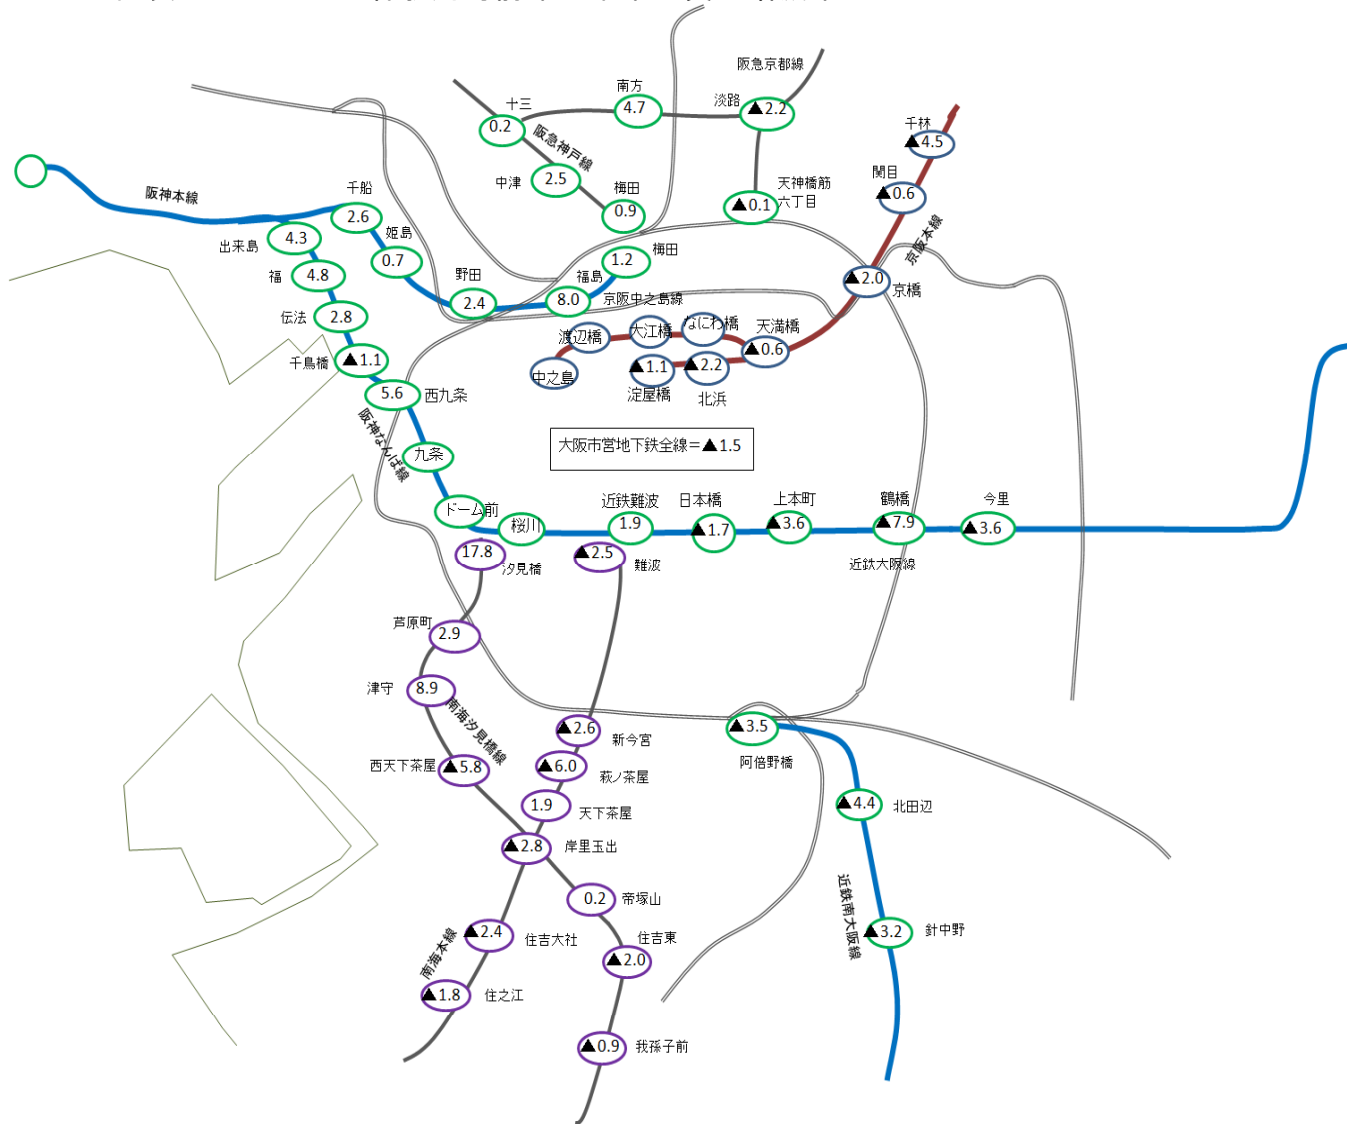 阪急京都線
南方
4.7
淡路
▲2.2
十三
0.2
阪急神戸線
千林
▲4.5
関目
▲0.6
中津
2.5
梅田
0.9
天神橋筋
六丁目
▲0.1
阪神本線
千船
2.6
出来島
4.3
姫島
0.7
京阪本線
福
4.8
野田
2.4
福島
8.0
梅田
1.2
京阪中之島線
▲2.0
京橋
伝法
2.8
渡辺橋
大江橋
なにわ橋
天満橋
▲0.6
千鳥橋
▲1.1
中之島
▲1.1
淀屋橋
▲2.2
北浜
5.6
西九条
阪神なんば線
九条
大阪市営地下鉄全線=▲1.5
ドーム前
桜川
近鉄難波
1.9
日本橋
▲1.7
上本町
▲3.6
鶴橋
▲7.9
今里
▲3.6
近鉄大阪線
17.8
汐見橋
▲2.5
難波
芦原町
2.9
津守
8.9
南海汐見橋線
▲2.6
新今宮
▲3.5
阿倍野橋
西天下茶屋
▲5.8
▲6.0
萩ノ茶屋
1.9
天下茶屋
▲4.4
北田辺
▲2.8
岸里玉出
0.2
帝塚山
近鉄南大阪線
▲3.2
針中野
南海本線
▲2.4
住吉大社
住吉東
▲2.0
▲1.8
住之江
▲0.9
我孫子前